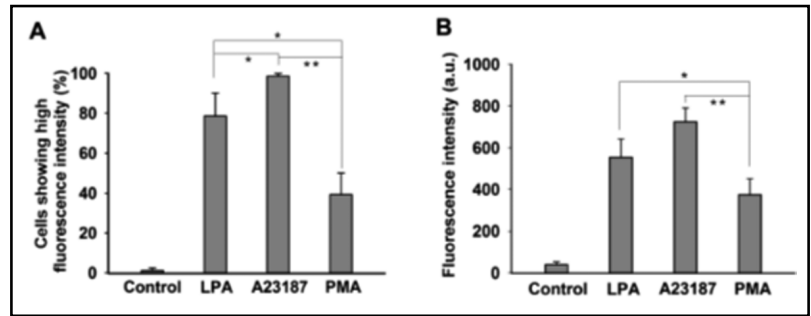 A
Cells showing high
fluorescence intensity (%)
100
80
60
40
20
0
*
*
**
Control LPA A23187 PMA
B
Fluorescence intensity (a.u.)
1000
800
600
400
200
0
*
**
Control LPA A23187 PMA